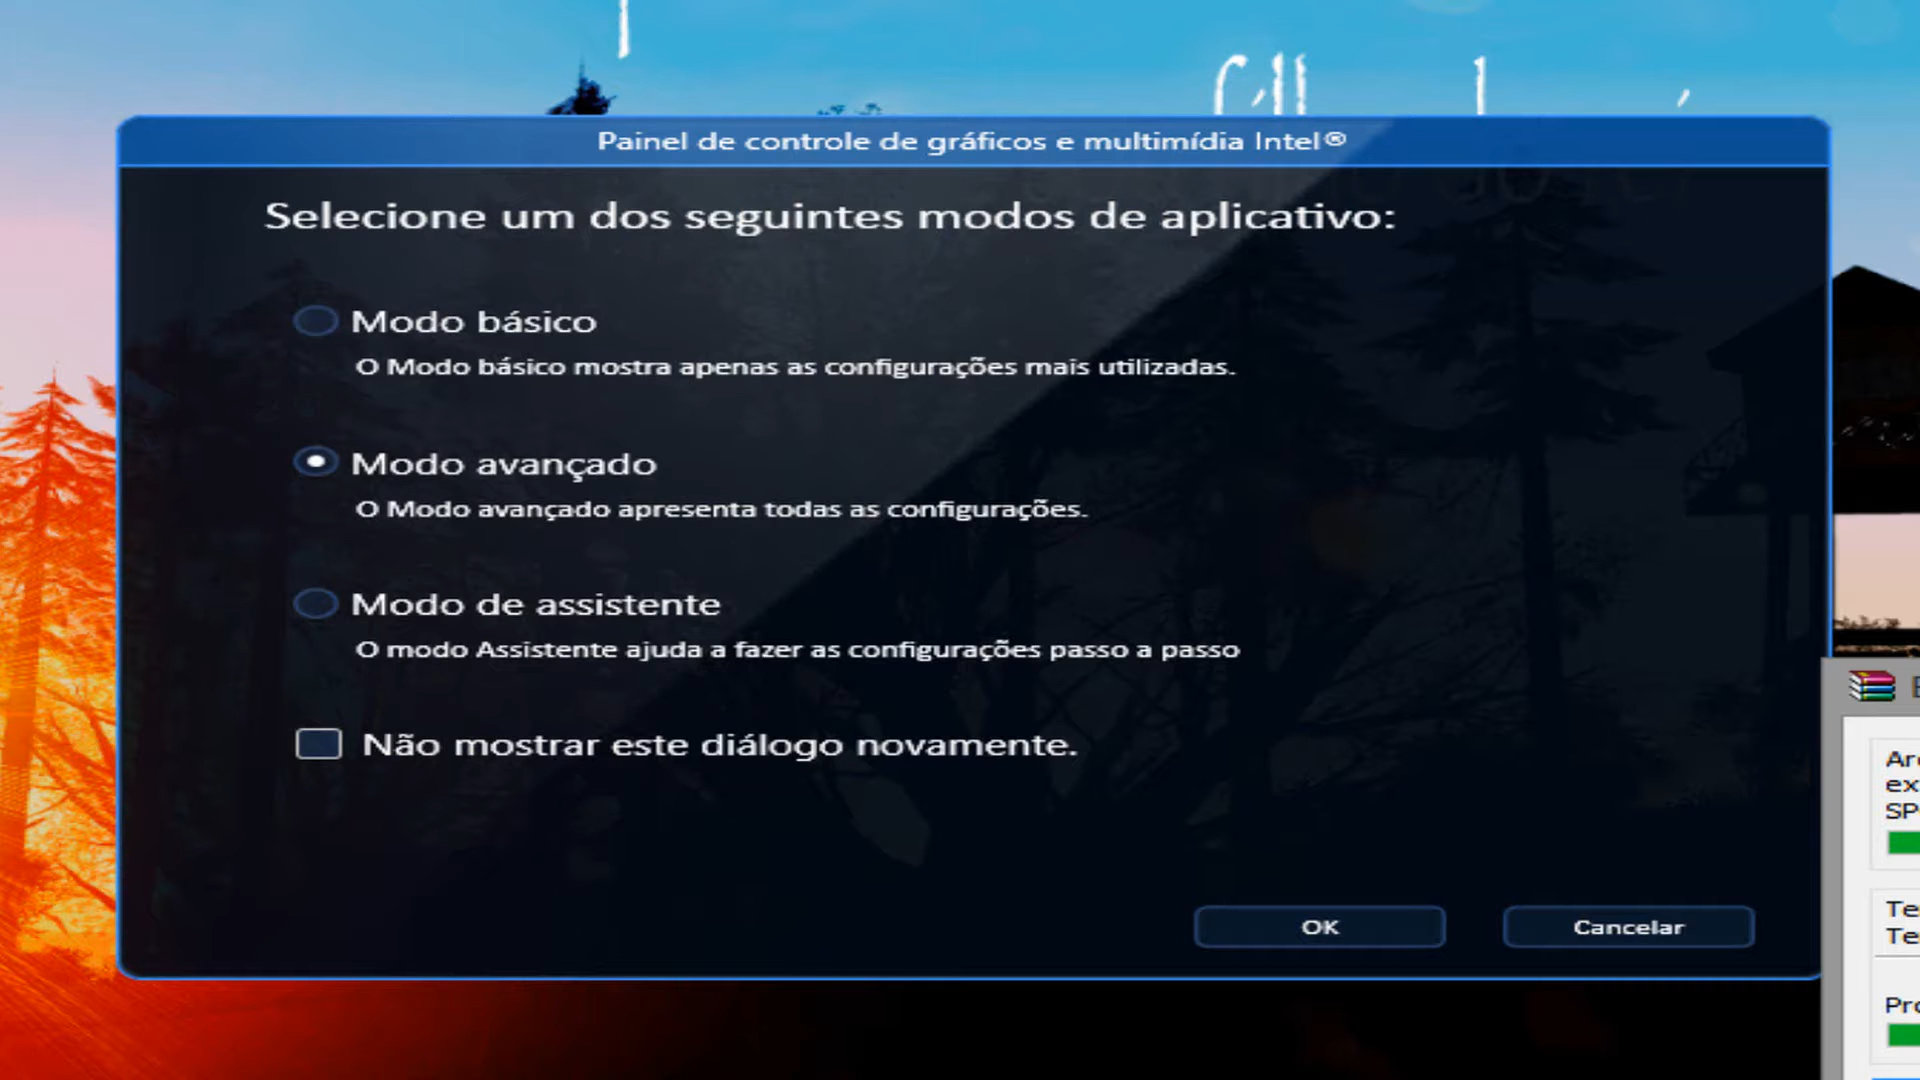 Painel de controle de gráficos e multimídia Intel®
Selecione um dos seguintes modos de aplicativo:
Modo básico
O Modo básico mostra apenas as configurações mais utilizadas.
Modo avançado
O Modo avançado apresenta todas as configurações.
Modo de assistente
O modo Assistente ajuda a fazer as configurações passo a passo
Não mostrar este diálogo novamente.
OK
Cancelar